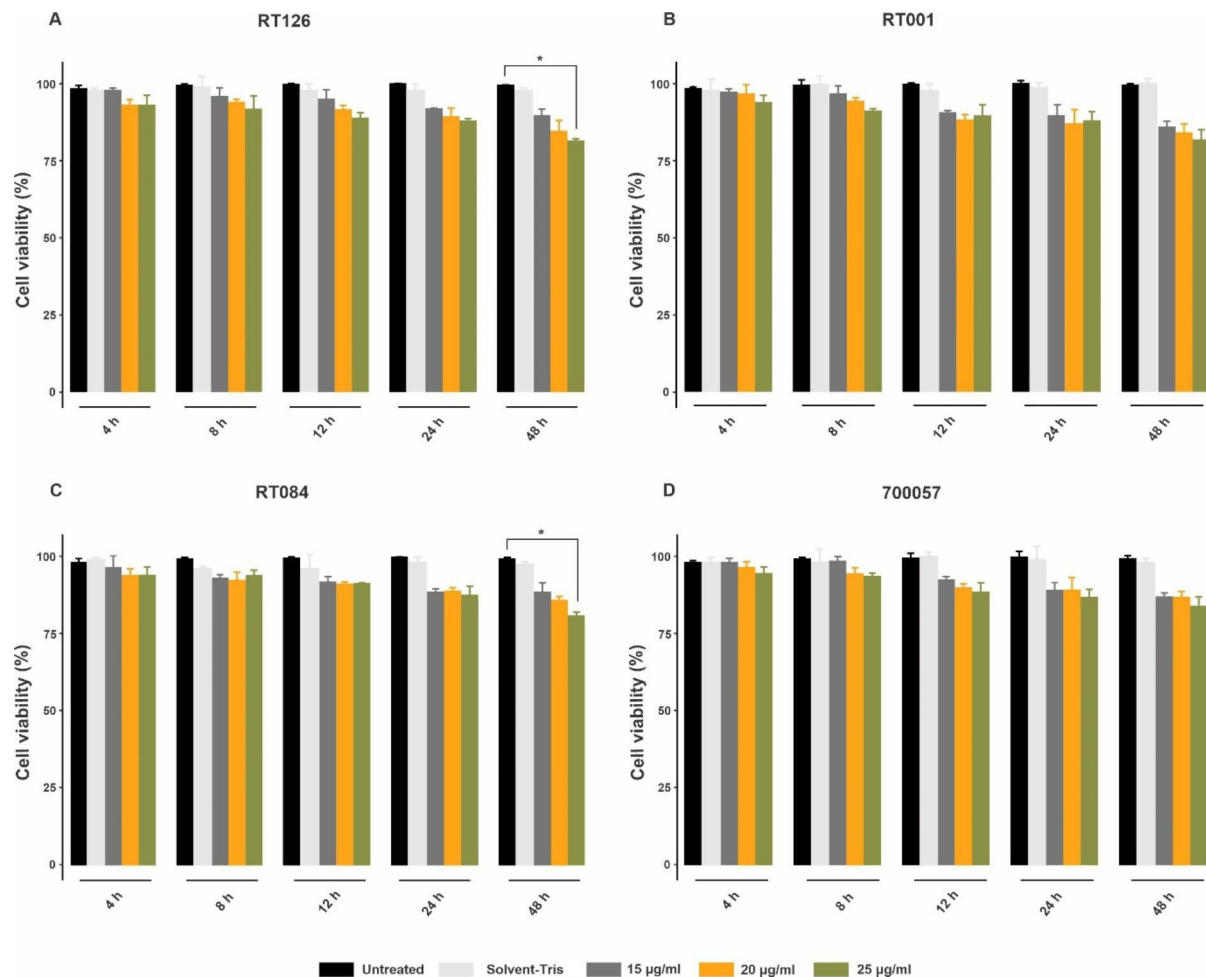 A
RT126
*
Cell viability (%)
100
75
50
25
0
4 h
8 h
12 h
24 h
48 h
B
RT001
Cell viability (%)
100
75
50
25
0
4 h
8 h
12 h
24 h
48 h
C
RT084
*
Cell viability (%)
100
75
50
25
0
4 h
8 h
12 h
24 h
48 h
D
700057
Cell viability (%)
100
75
50
25
0
4 h
8 h
12 h
24 h
48 h
Untreated Solvent-Tris 15 µg/ml 20 µg/ml 25 µg/ml